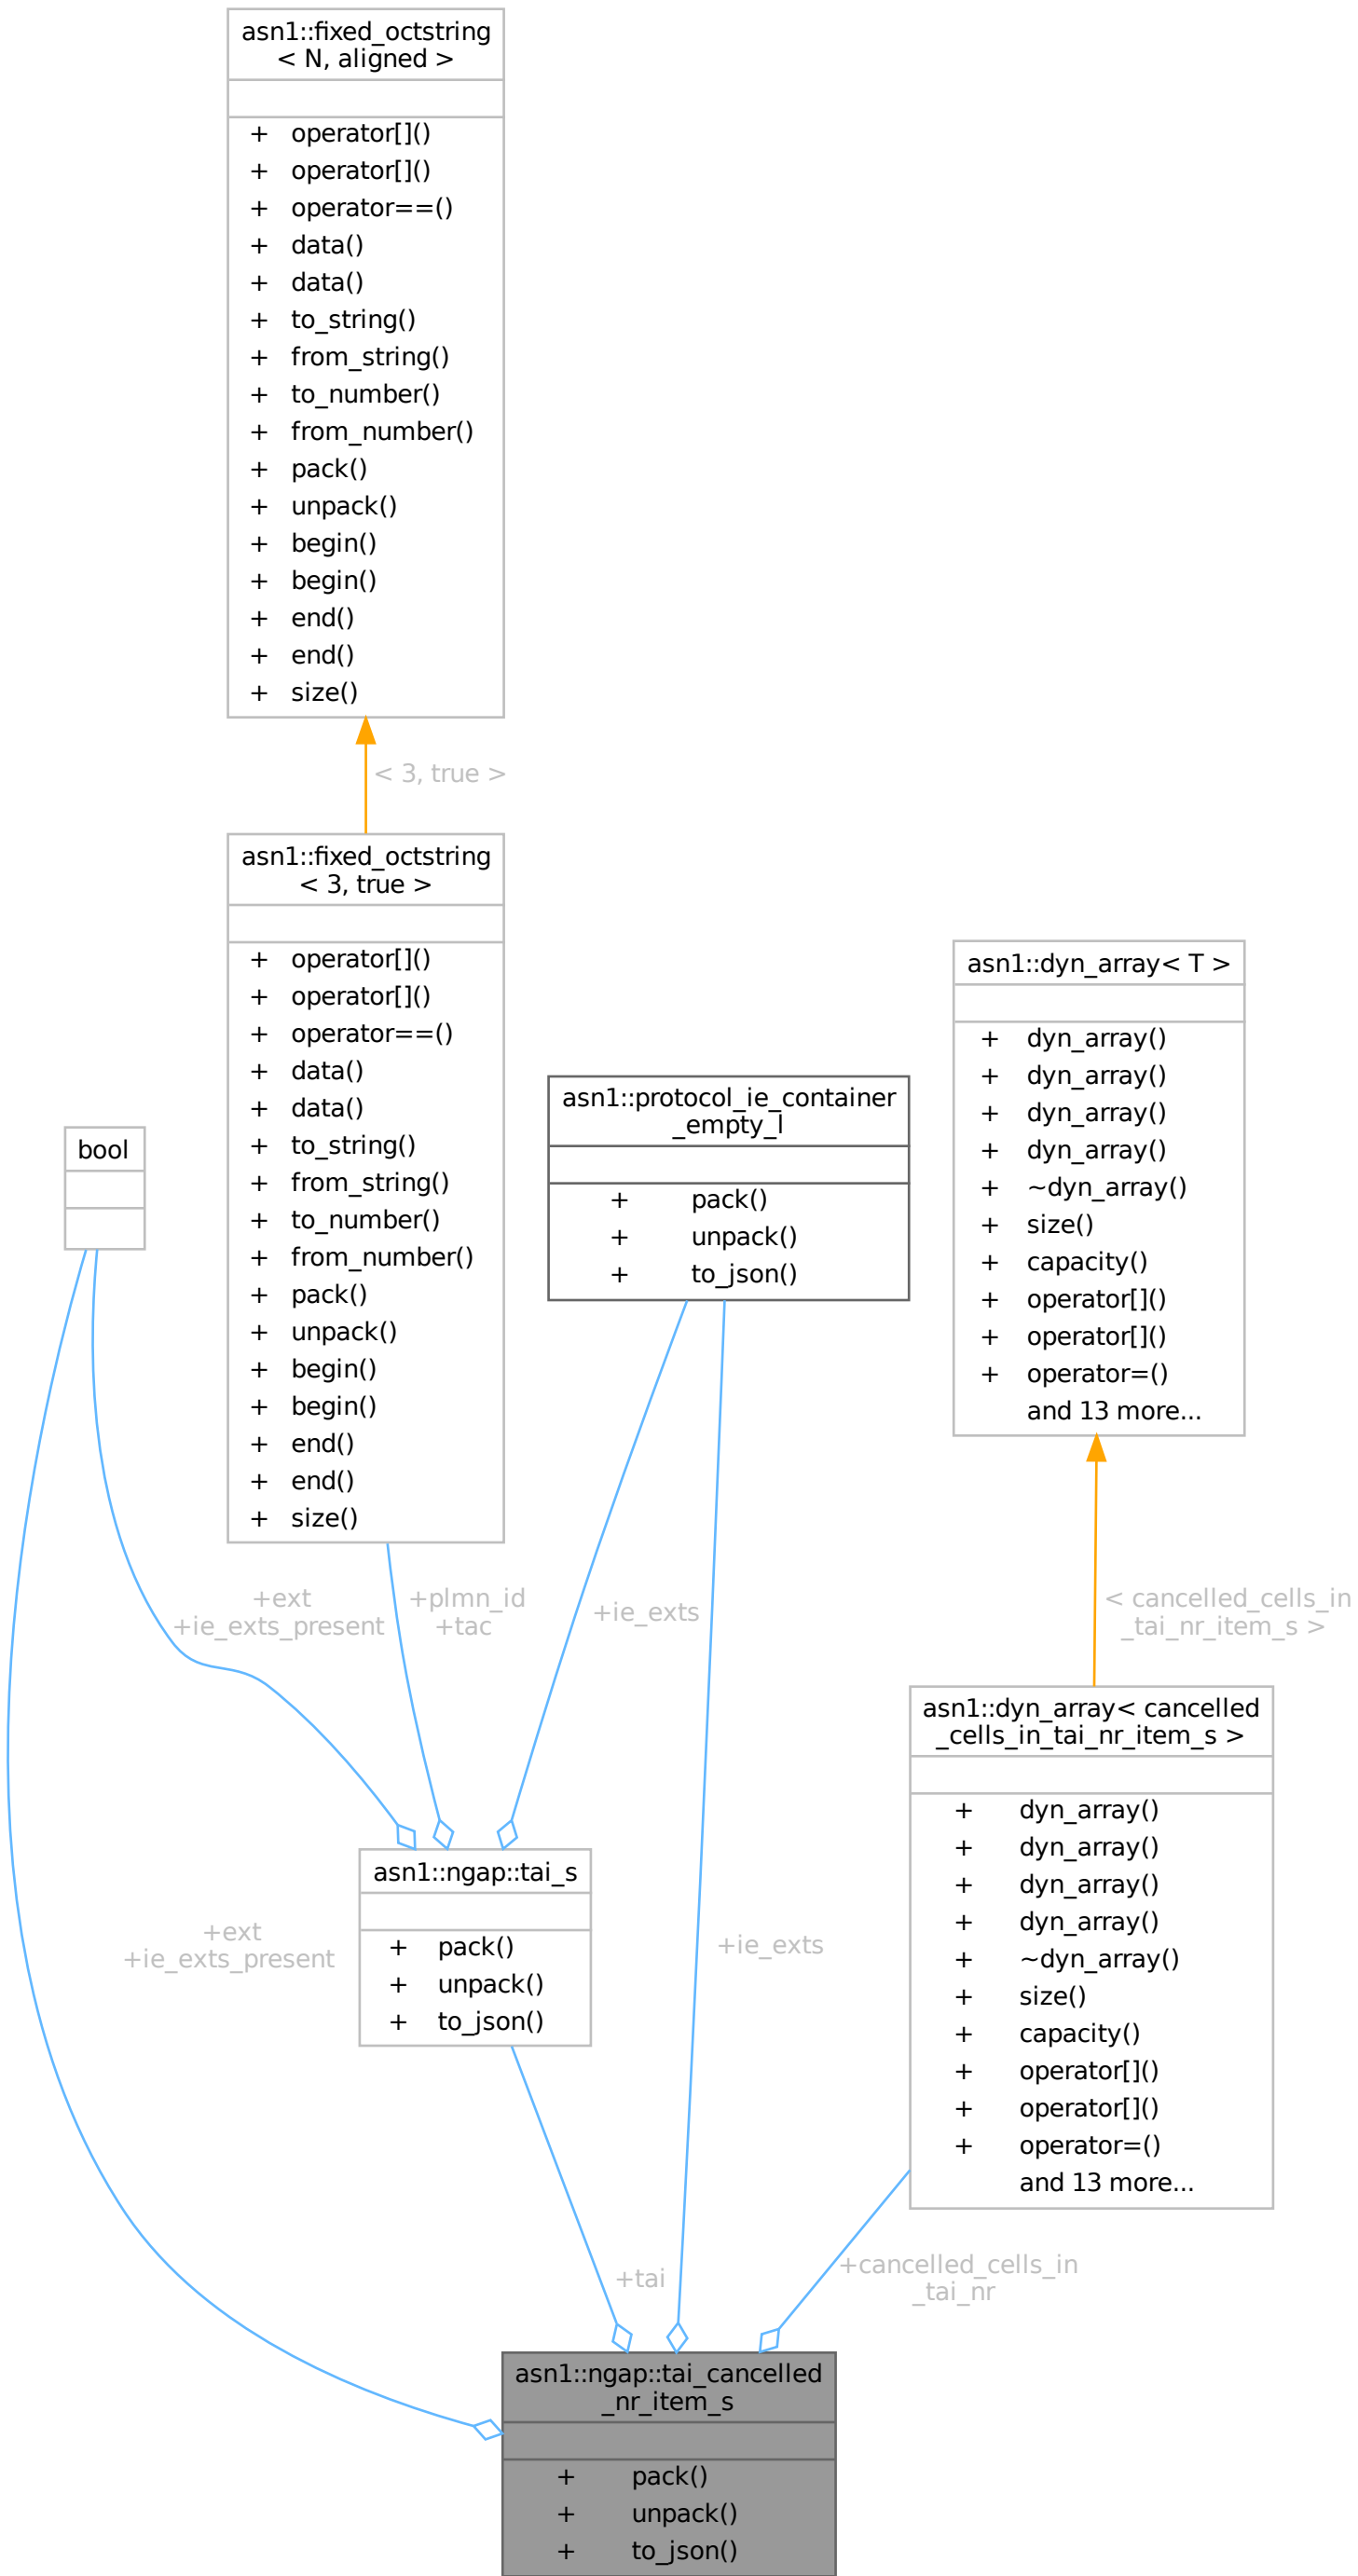 asn1::fixed_octstring
< N, aligned >
+ operator[]()
+ operator[]()
+ operator==()
+ data()
+ data()
+ to_string()
+ from_string()
+ to_number()
+ from_number()
+ pack()
+ unpack()
+ begin()
+ begin()
+ end()
+ end()
+ size()
< 3, true >
asn1::fixed_octstring
< 3, true >
+ operator[]()
+ operator[]()
+ operator==()
+ data()
+ data()
+ to_string()
+ from_string()
+ to_number()
+ from_number()
+ pack()
+ unpack()
+ begin()
+ begin()
+ end()
+ end()
+ size()
asn1::dyn_array< T >
+ dyn_array()
+ dyn_array()
+ dyn_array()
+ dyn_array()
+ ~dyn_array()
+ size()
+ capacity()
+ operator[]()
+ operator[]()
+ operator=()
and 13 more...
asn1::protocol_ie_container
_empty_l
+ pack()
+ unpack()
+ to_json()
bool
+ext
+ie_exts_present
+plmn_id
+tac
+ie_exts
< cancelled_cells_in
_tai_nr_item_s >
asn1::dyn_array< cancelled
_cells_in_tai_nr_item_s >
+ dyn_array()
+ dyn_array()
+ dyn_array()
+ dyn_array()
+ ~dyn_array()
+ size()
+ capacity()
+ operator[]()
+ operator[]()
+ operator=()
and 13 more...
asn1::ngap::tai_s
+ pack()
+ unpack()
+ to_json()
+ext
+ie_exts_present
+ie_exts
+tai
+cancelled_cells_in
_tai_nr
asn1::ngap::tai_cancelled
_nr_item_s
+ pack()
+ unpack()
+ to_json()